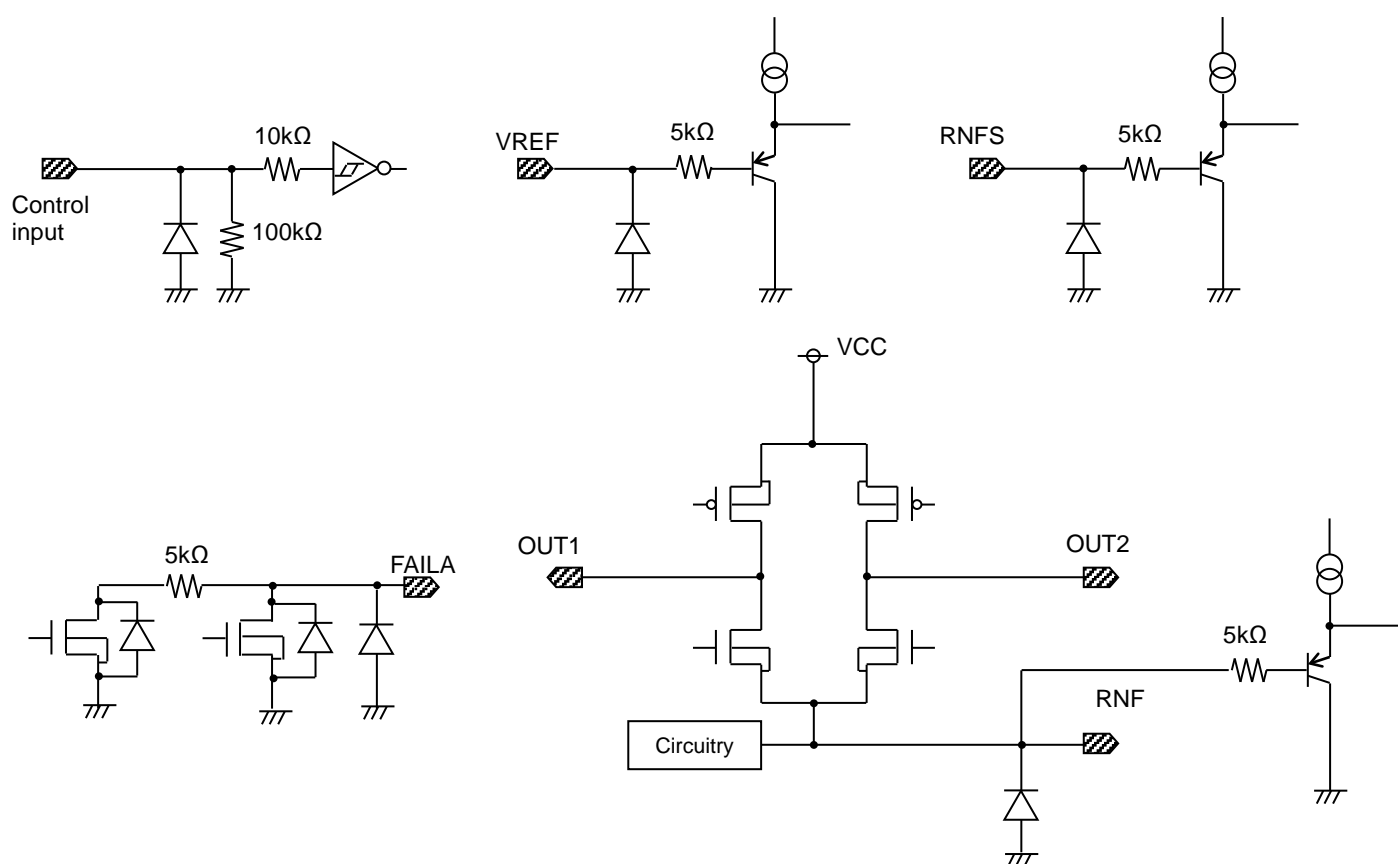 10kΩ
Control
input
100kΩ
VREF
5kΩ
RNFS
5kΩ
VCC
5kΩ
FAILA
OUT1
OUT2
5kΩ
RNF
Circuitry